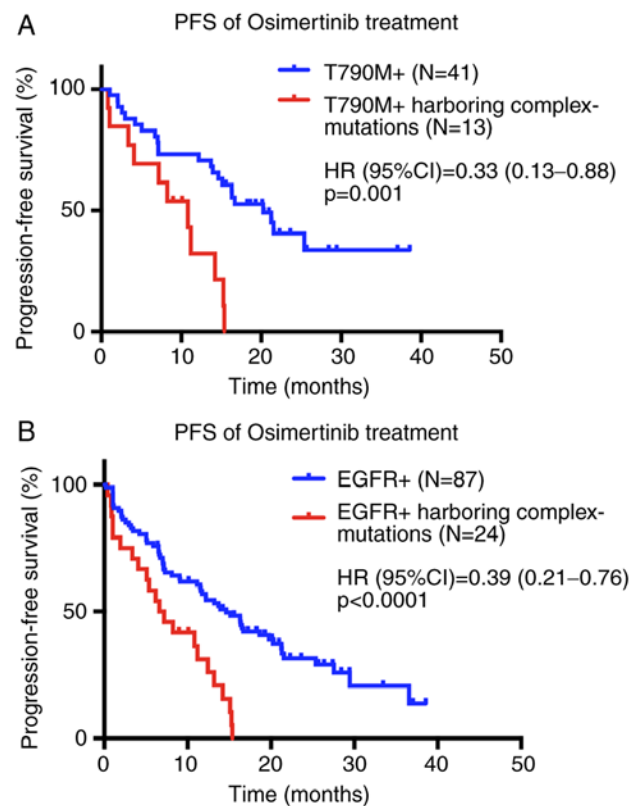 A
PFS of Osimertinib treatment
Progression-free survival (%)
100
50
0
T790M+ (N=41)
T790M+ harboring complex-
mutations (N=13)
HR (95%CI)=0.33 (0.13–0.88)
p=0.001
0 10 20 30 40 50
Time (months)
B
PFS of Osimertinib treatment
Progression-free survival (%)
100
50
0
EGFR+ (N=87)
EGFR+ harboring complex-
mutations (N=24)
HR (95%CI)=0.39 (0.21–0.76)
p<0.0001
0 10 20 30 40 50
Time (months)